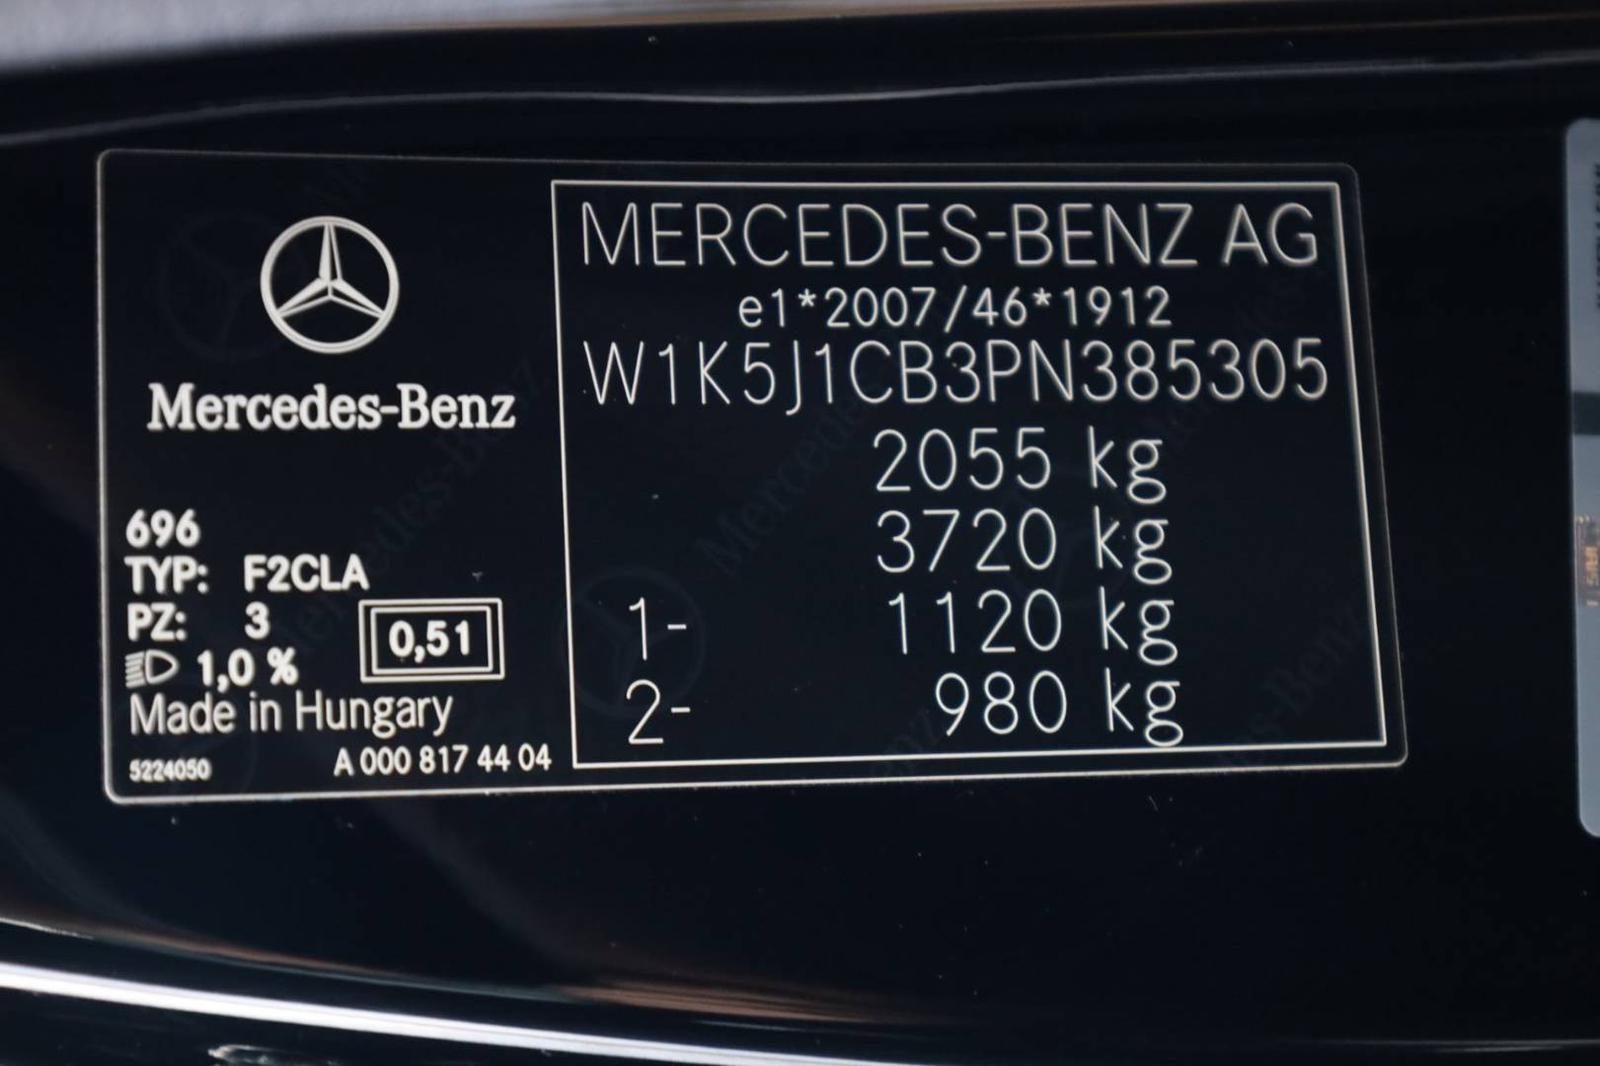 Mercedes-Benz
696
TYP: F2CLA
PZ: 3
1,0 %
0,51
Made in Hungary
5224050
A 000 817 44 04
MERCEDES-BENZ AG
e1*2007/46*1912
W1K5J1CB3PN385305
2055 kg
3720 kg
1- 1120 kg
2- 980 kg